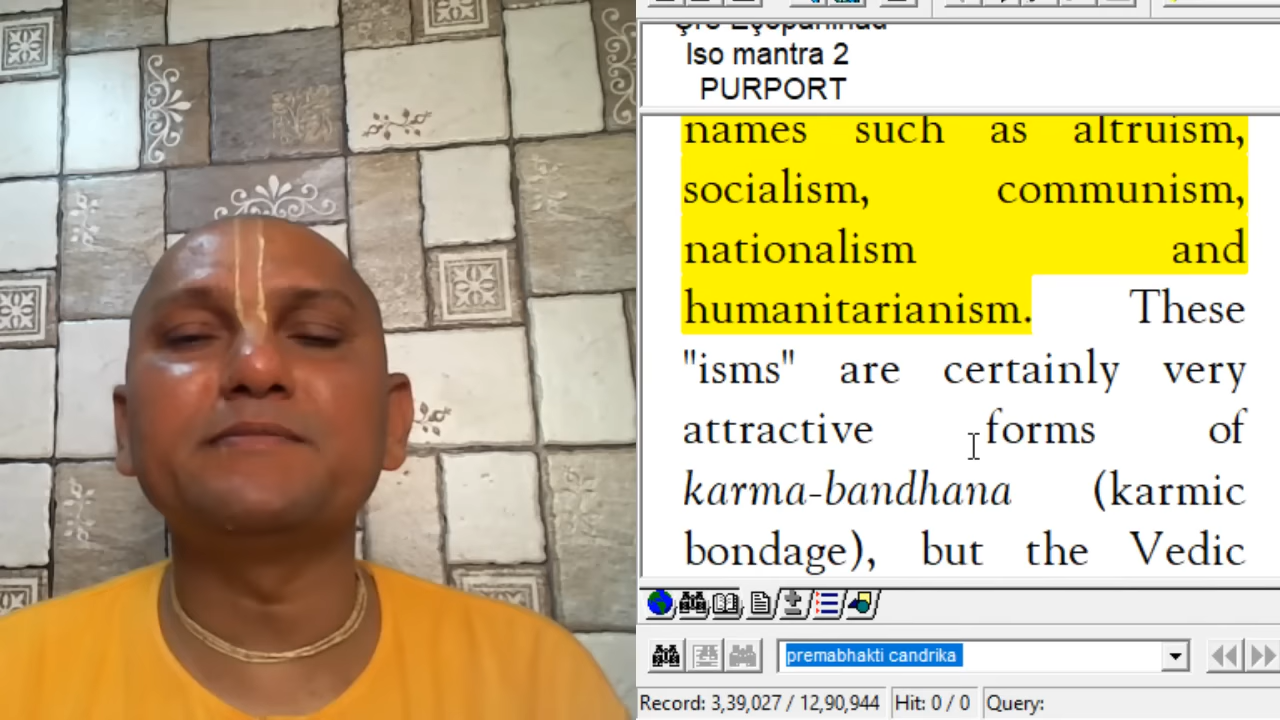 Iso mantra 2
PURPORT
names such as altruism,
socialism, communism,
nationalism and
humanitarianism. These
"isms" are certainly very
attractive forms of
karma-bandhana (karmic
bondage), but the Vedic
premabhakti candrika
Record: 3,39,027 / 12,90,944 Hit: 0 / 0 Query: